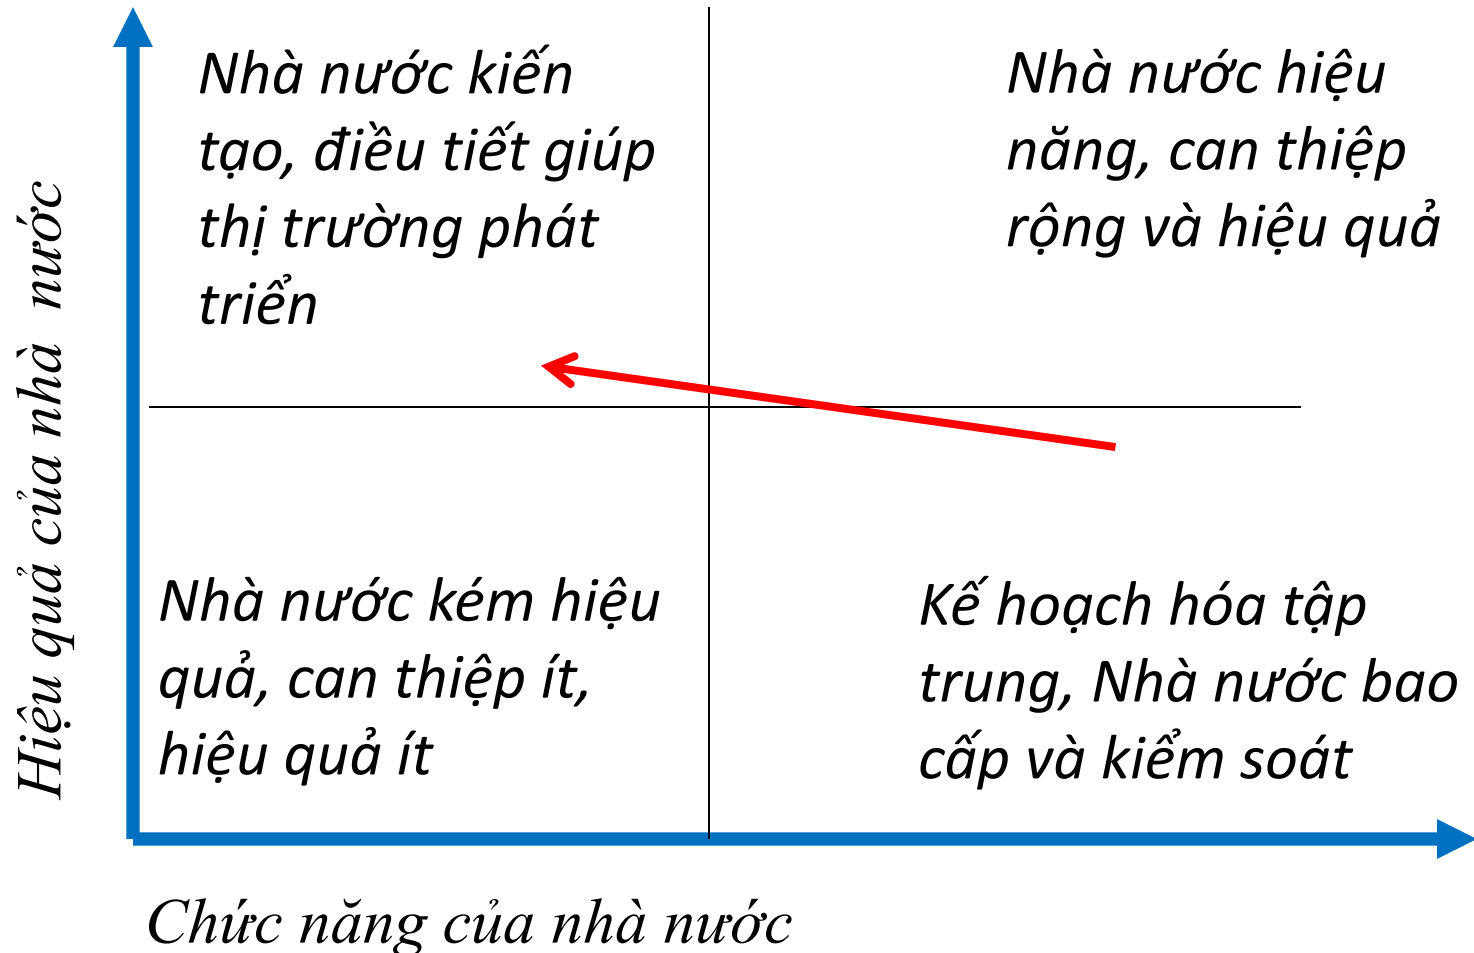 Nhà nước kiến
tạo, điều tiết giúp
thị trường phát
triển
Nhà nước hiệu
năng, can thiệp
rộng và hiệu quả
Hiệu quả của nhà nước
Nhà nước kém hiệu
quả, can thiệp ít,
hiệu quả ít
Kế hoạch hóa tập
trung, Nhà nước bao
cấp và kiểm soát
Chức năng của nhà nước